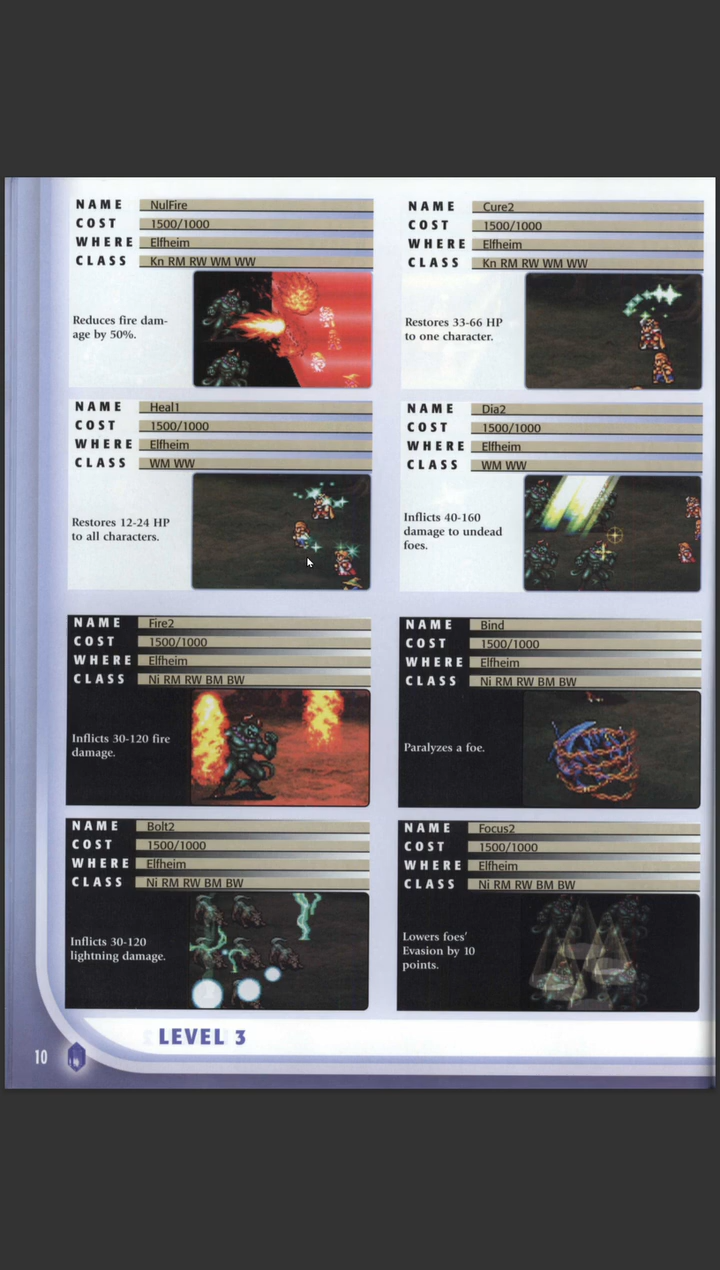 NAME NulFire
COST 1500/1000
WHERE Elfheim
CLASS Kn RM RW WM WW
Reduces fire dam-
age by 50%.
NAME Cure2
COST 1500/1000
WHERE Elfheim
CLASS Kn RM RW WM WW
Restores 33-66 HP
to one character.
NAME Heal1
COST 1500/1000
WHERE Elfheim
CLASS WM WW
Restores 12-24 HP
to all characters.
NAME Dia2
COST 1500/1000
WHERE Elfheim
CLASS WM WW
Inflicts 40-160
damage to undead
foes.
NAME Fire2
COST 1500/1000
WHERE Elfheim
CLASS Ni RM RW BM BW
Inflicts 30-120 fire
damage.
NAME Bind
COST 1500/1000
WHERE Elfheim
CLASS Ni RM RW BM BW
Paralyzes a foe.
NAME Bolt2
COST 1500/1000
WHERE Elfheim
CLASS Ni RM RW BM BW
Inflicts 30-120
lightning damage.
NAME Focus2
COST 1500/1000
WHERE Elfheim
CLASS Ni RM RW BM BW
Lowers foes'
Evasion by 10
points.
LEVEL 3
10